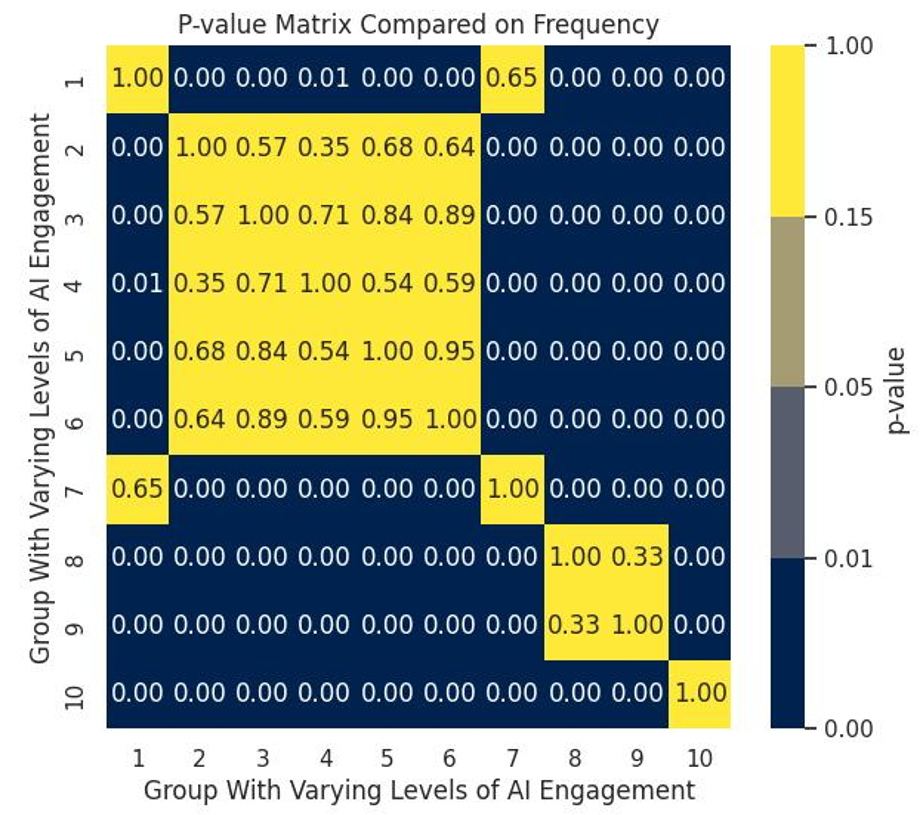 P-value Matrix Compared on Frequency
1 1.00 0.00 0.00 0.01 0.00 0.00 0.65 0.00 0.00 0.00
2 0.00 1.00 0.57 0.35 0.68 0.64 0.00 0.00 0.00 0.00
3 0.00 0.57 1.00 0.71 0.84 0.89 0.00 0.00 0.00 0.00
4 0.01 0.35 0.71 1.00 0.54 0.59 0.00 0.00 0.00 0.00
5 0.00 0.68 0.84 0.54 1.00 0.95 0.00 0.00 0.00 0.00
6 0.00 0.64 0.89 0.59 0.95 1.00 0.00 0.00 0.00 0.00
7 0.65 0.00 0.00 0.00 0.00 0.00 1.00 0.00 0.00 0.00
8 0.00 0.00 0.00 0.00 0.00 0.00 0.00 1.00 0.33 0.00
9 0.00 0.00 0.00 0.00 0.00 0.00 0.00 0.33 1.00 0.00
10 0.00 0.00 0.00 0.00 0.00 0.00 0.00 0.00 0.00 1.00
1 2 3 4 5 6 7 8 9 10
Group With Varying Levels of AI Engagement
Group With Varying Levels of AI Engagement
1.00
0.15
0.05
0.01
0.00
p-value